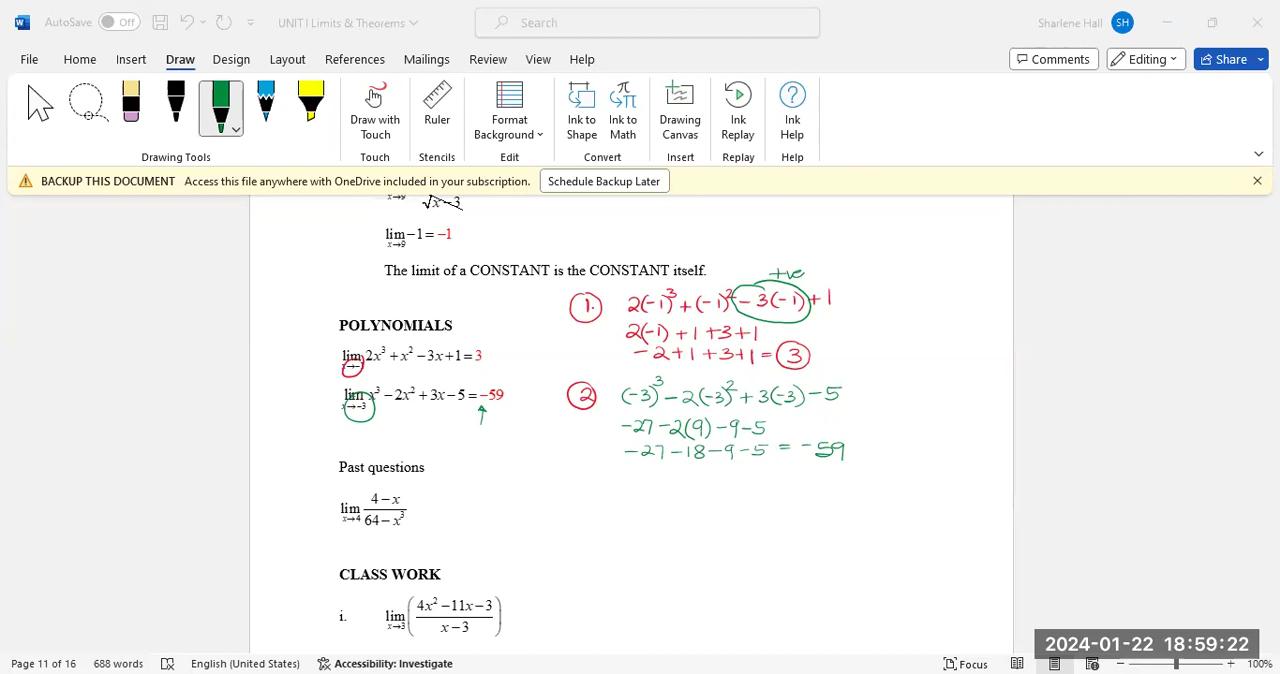 AutoSave Off UNIT I Limits & Theorems Search Sharlene Hall SH
File Home Insert Draw Design Layout References Mailings Review View Help Comments Editing Share
Draw with Touch Ruler Format Background Ink to Shape Ink to Math Drawing Canvas Ink Replay Ink Help
Drawing Tools Touch Stencils Edit Convert Insert Replay Help
BACKUP THIS DOCUMENT Access this file anywhere with OneDrive included in your subscription. Schedule Backup Later
x→9 √x−3
lim x→9 −1 = −1
The limit of a CONSTANT is the CONSTANT itself.
+ve
1. 2(-1)³ + (-1)² - 3(-1) + 1
POLYNOMIALS
2(-1) + 1 + 3 + 1
lim 2x³ + x² − 3x + 1 = 3
-2 + 1 + 3 + 1 = 3
lim x→−3 x³ − 2x² + 3x − 5 = −59
2 (-3)³ - 2(-3)² + 3(-3) - 5
-27 - 2(9) - 9 - 5
-27 - 18 - 9 - 5 = -59
Past questions
lim x→4 (4 − x)/(64 − x³)
CLASS WORK
i. lim x→3 ((4x² −11x −3)/(x −3))
2024-01-22 18:59:22
Page 11 of 16 688 words English (United States) Accessibility: Investigate Focus 100%